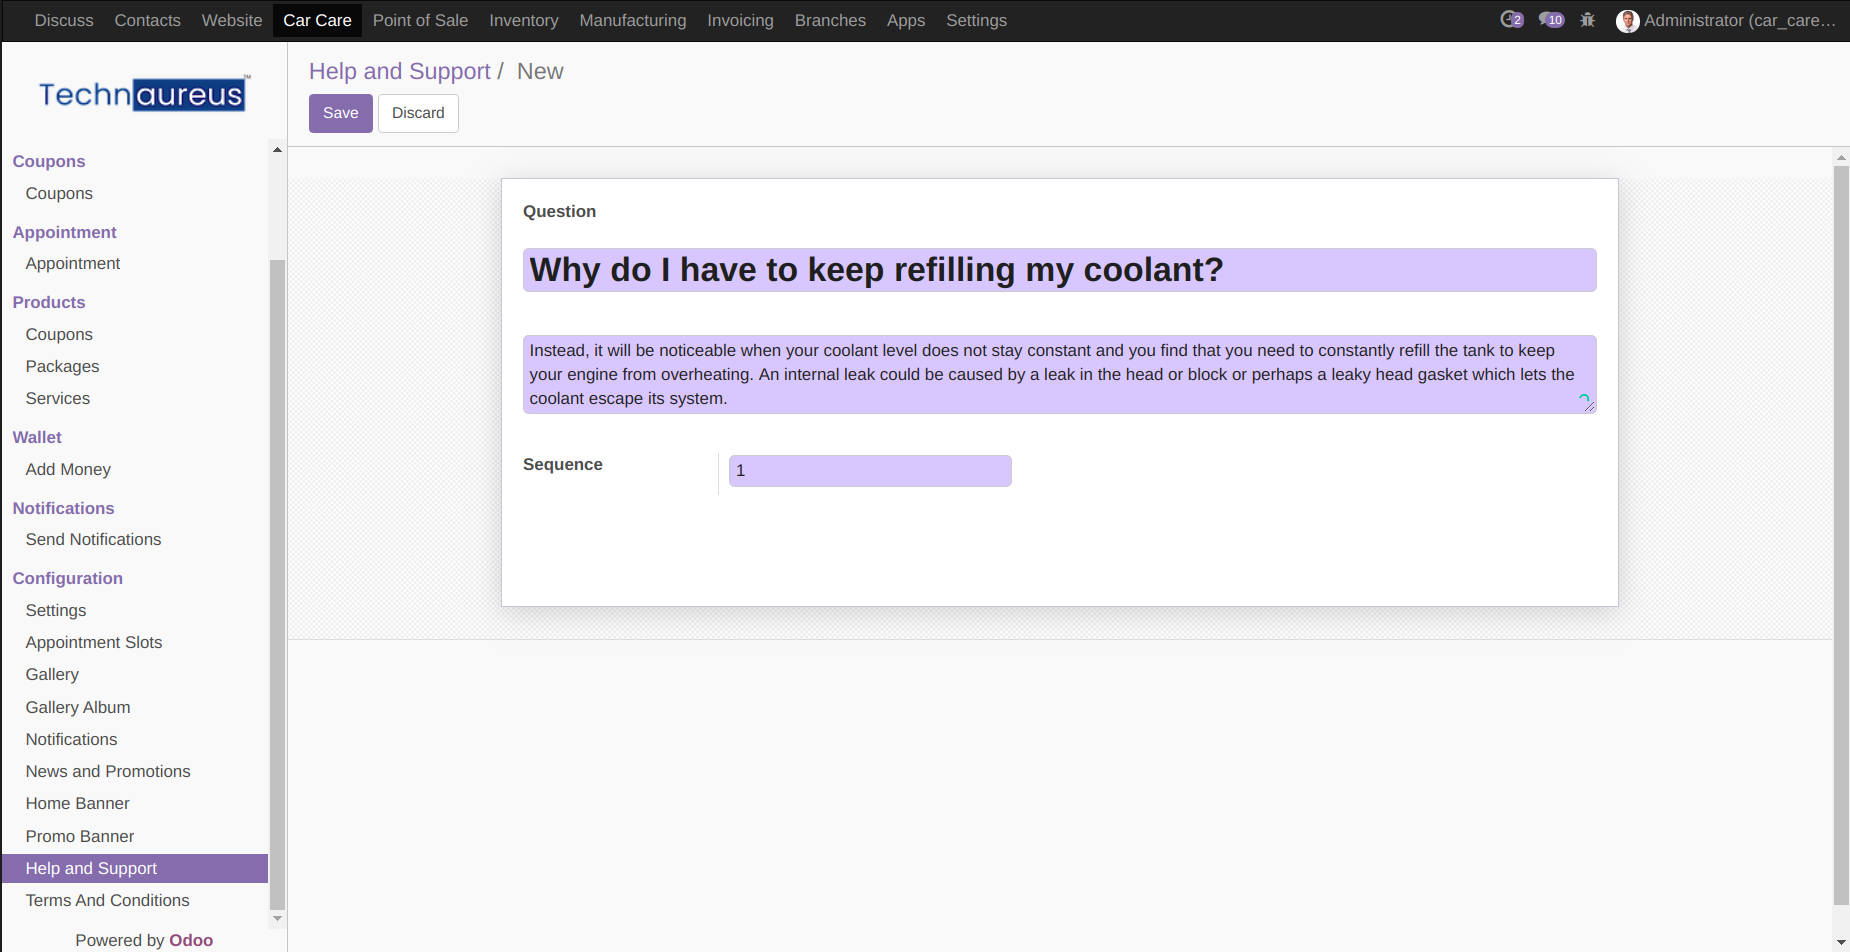 Discuss Contacts Website Car Care Point of Sale Inventory Manufacturing Invoicing Branches Apps Settings 2 10 Administrator (car_care...
Technaureus™
Help and Support / New
Save Discard
Coupons
Coupons
Appointment
Appointment
Products
Coupons
Packages
Services
Wallet
Add Money
Notifications
Send Notifications
Configuration
Settings
Appointment Slots
Gallery
Gallery Album
Notifications
News and Promotions
Home Banner
Promo Banner
Help and Support
Terms And Conditions
Powered by Odoo
Question
Why do I have to keep refilling my coolant?
Instead, it will be noticeable when your coolant level does not stay constant and you find that you need to constantly refill the tank to keep
your engine from overheating. An internal leak could be caused by a leak in the head or block or perhaps a leaky head gasket which lets the
coolant escape its system.
Sequence 1